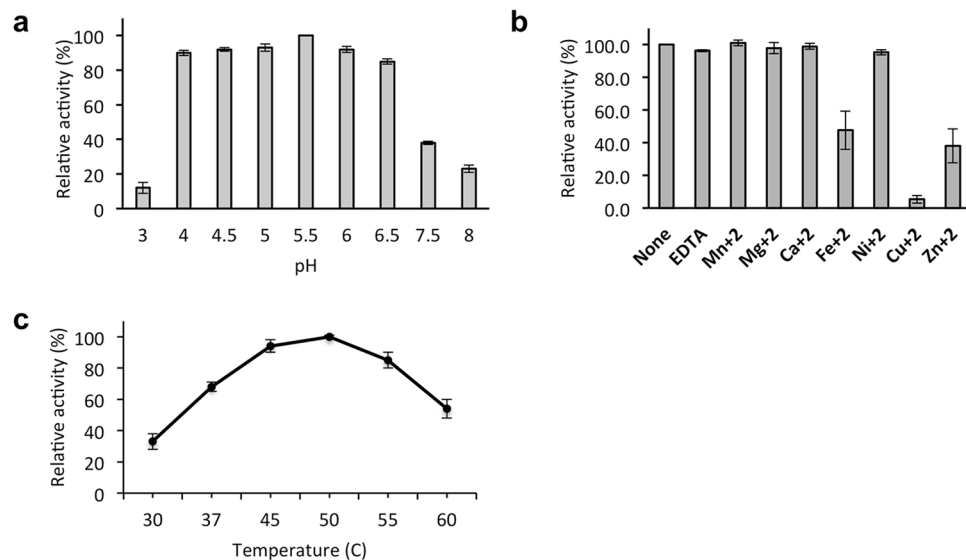 a
Relative activity (%)
100
80
60
40
20
0
3 4 4.5 5 5.5 6 6.5 7.5 8
pH
b
Relative activity (%)
100.0
80.0
60.0
40.0
20.0
0.0
None EDTA Mn+2 Mg+2 Ca+2 Fe+2 Ni+2 Cu+2 Zn+2
c
Relative activity (%)
100
80
60
40
20
0
30 37 45 50 55 60
Temperature (C)